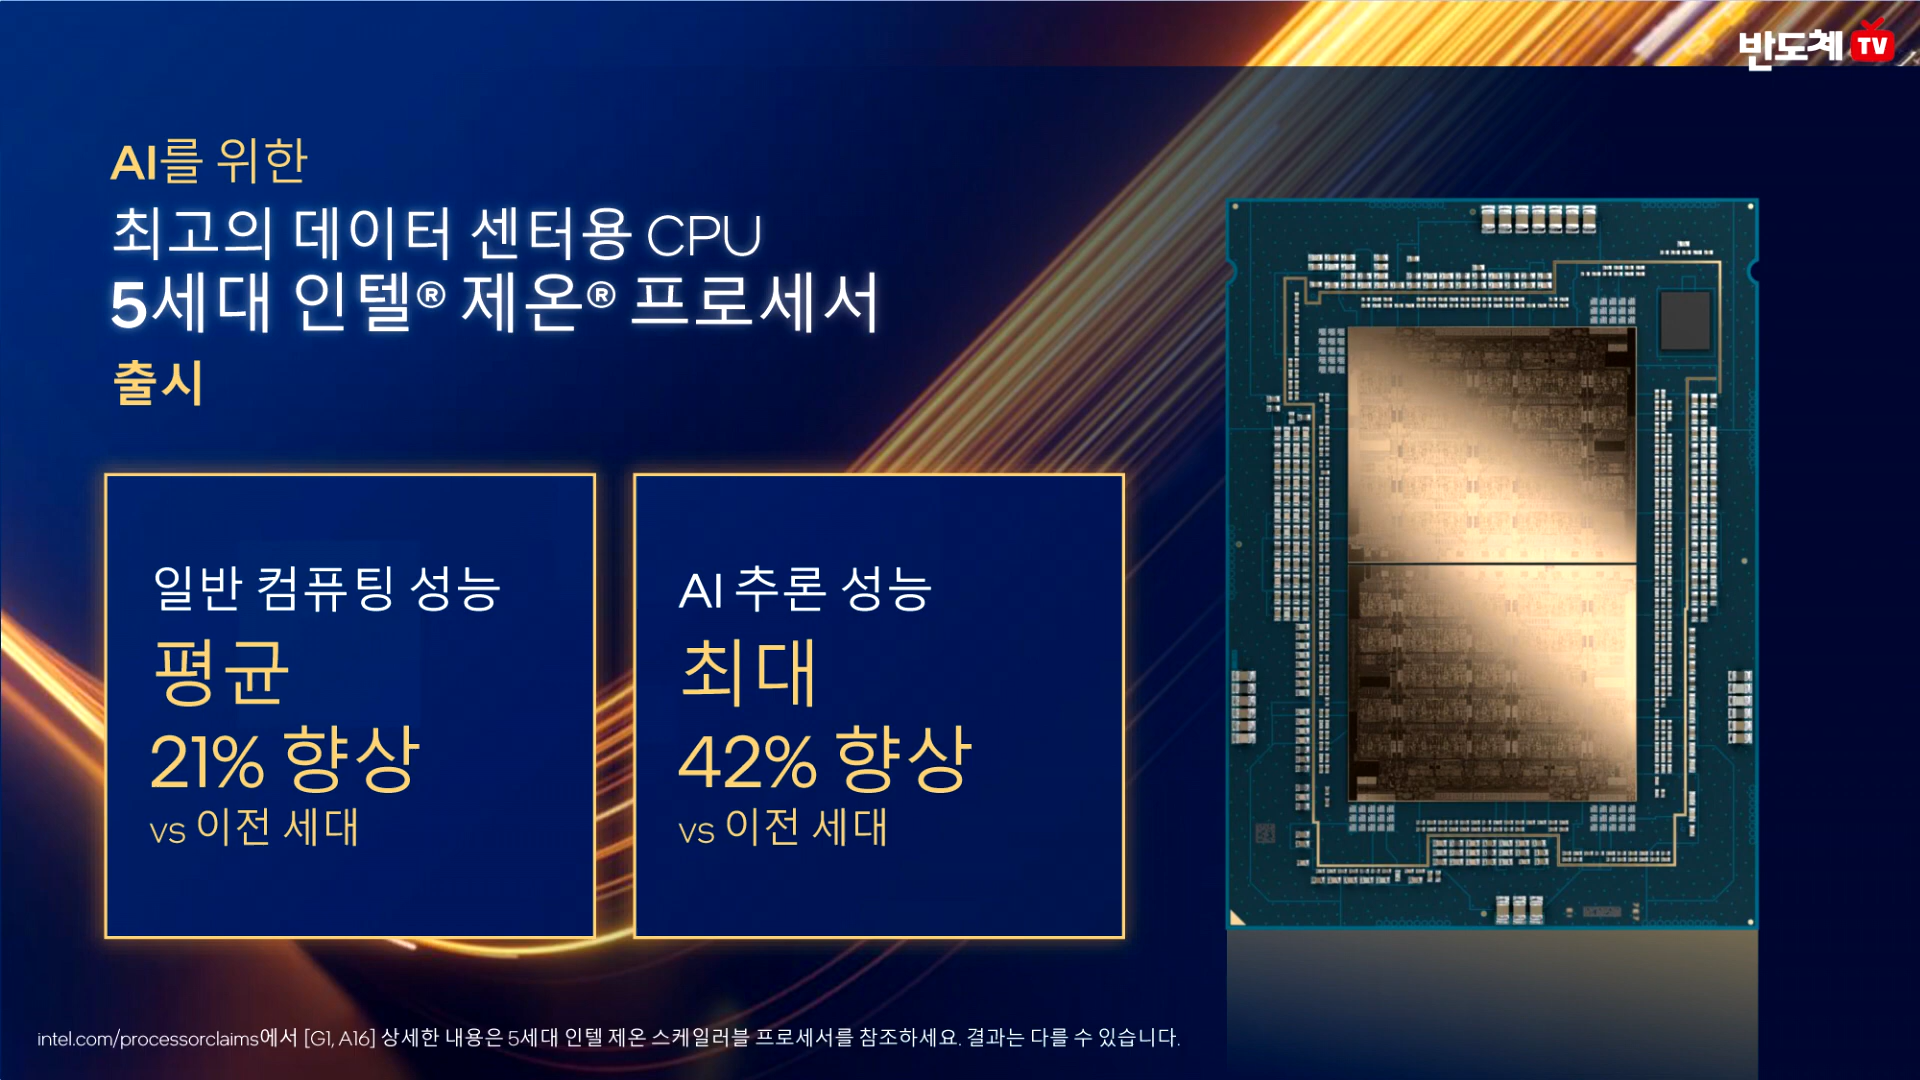 반도체 TV
AI를 위한
최고의 데이터 센터용 CPU
5세대 인텔® 제온® 프로세서
출시
일반 컴퓨팅 성능
평균
21% 향상
vs 이전 세대
AI 추론 성능
최대
42% 향상
vs 이전 세대
intel.com/processorclaims에서 [G1, A16] 상세한 내용은 5세대 인텔 제온 스케일러블 프로세서를 참조하세요. 결과는 다를 수 있습니다.